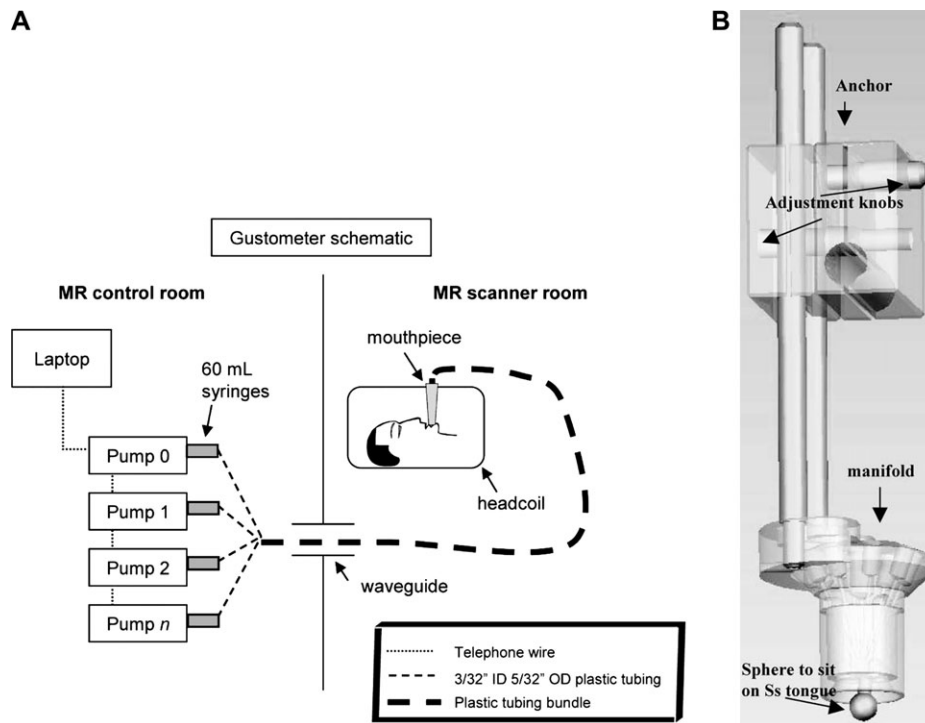 A
Gustometer schematic
MR control room
MR scanner room
Laptop
60 mL
syringes
mouthpiece
Pump 0
Pump 1
Pump 2
Pump n
headcoil
waveguide
Telephone wire
3/32" ID 5/32" OD plastic tubing
Plastic tubing bundle
B
Anchor
Adjustment knobs
manifold
Sphere to sit
on Ss tongue